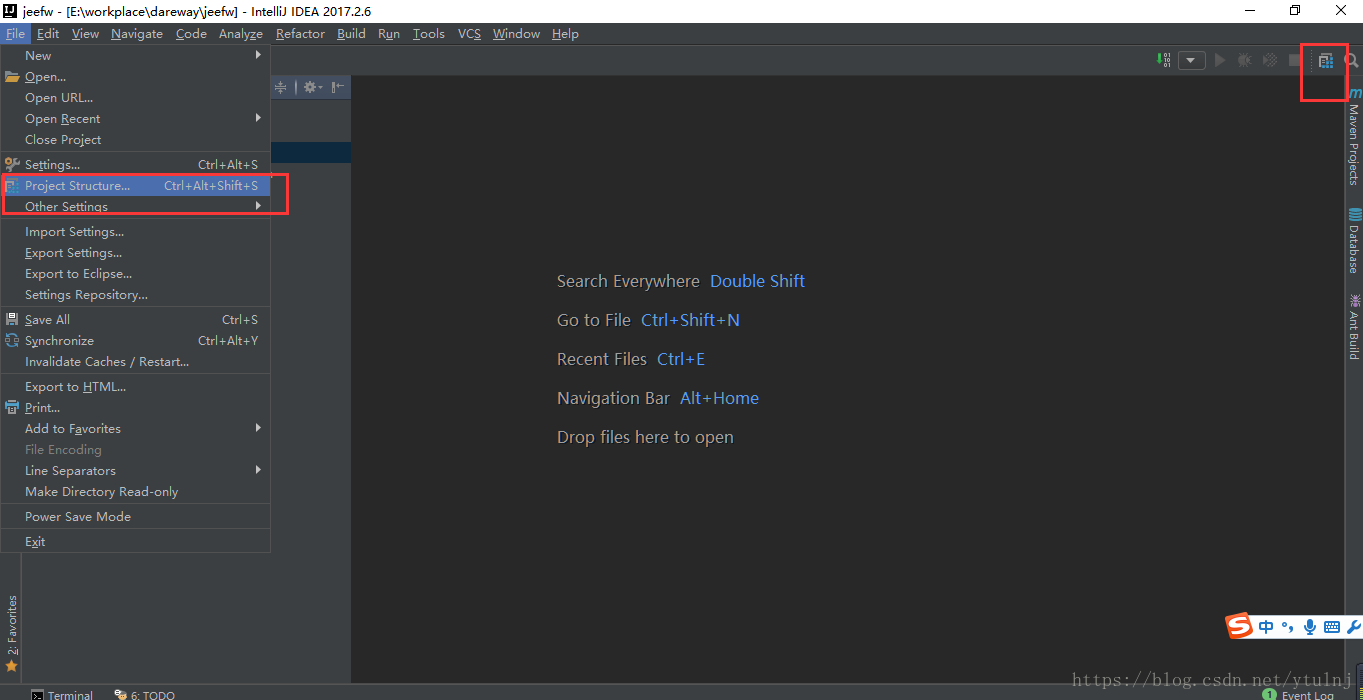 jeefw - [E:\workplace\dareway\jeefw] - IntelliJ IDEA 2017.2.6
File Edit View Navigate Code Analyze Refactor Build Run Tools VCS Window Help
New
Open...
Open URL...
Open Recent
Close Project
Settings... Ctrl+Alt+S
Project Structure... Ctrl+Alt+Shift+S
Other Settings
Import Settings...
Export Settings...
Export to Eclipse...
Settings Repository...
Save All Ctrl+S
Synchronize Ctrl+Alt+Y
Invalidate Caches / Restart...
Export to HTML...
Print...
Add to Favorites
File Encoding
Line Separators
Make Directory Read-only
Power Save Mode
Exit
Search Everywhere Double Shift
Go to File Ctrl+Shift+N
Recent Files Ctrl+E
Navigation Bar Alt+Home
Drop files here to open
Maven Projects
Database
Ant Build
2: Favorites
中
https://blog.csdn.net/ytulnj
Terminal 6: TODO 1 Event Log